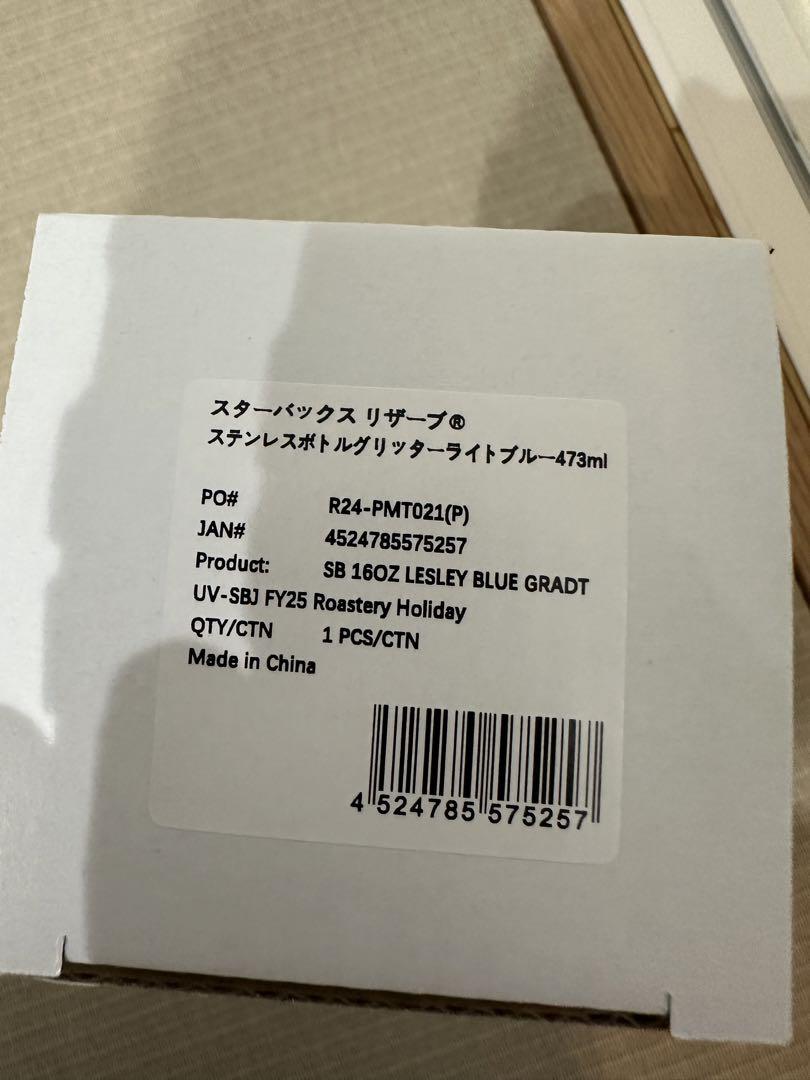 スターバックス リザーブ®
ステンレスボトルグリッターライトブルー473ml
PO# R24-PMT021(P)
JAN# 4524785575257
Product: SB 16OZ LESLEY BLUE GRADT
UV-SBJ FY25 Roastery Holiday
QTY/CTN 1 PCS/CTN
Made in China
4 524785 575257